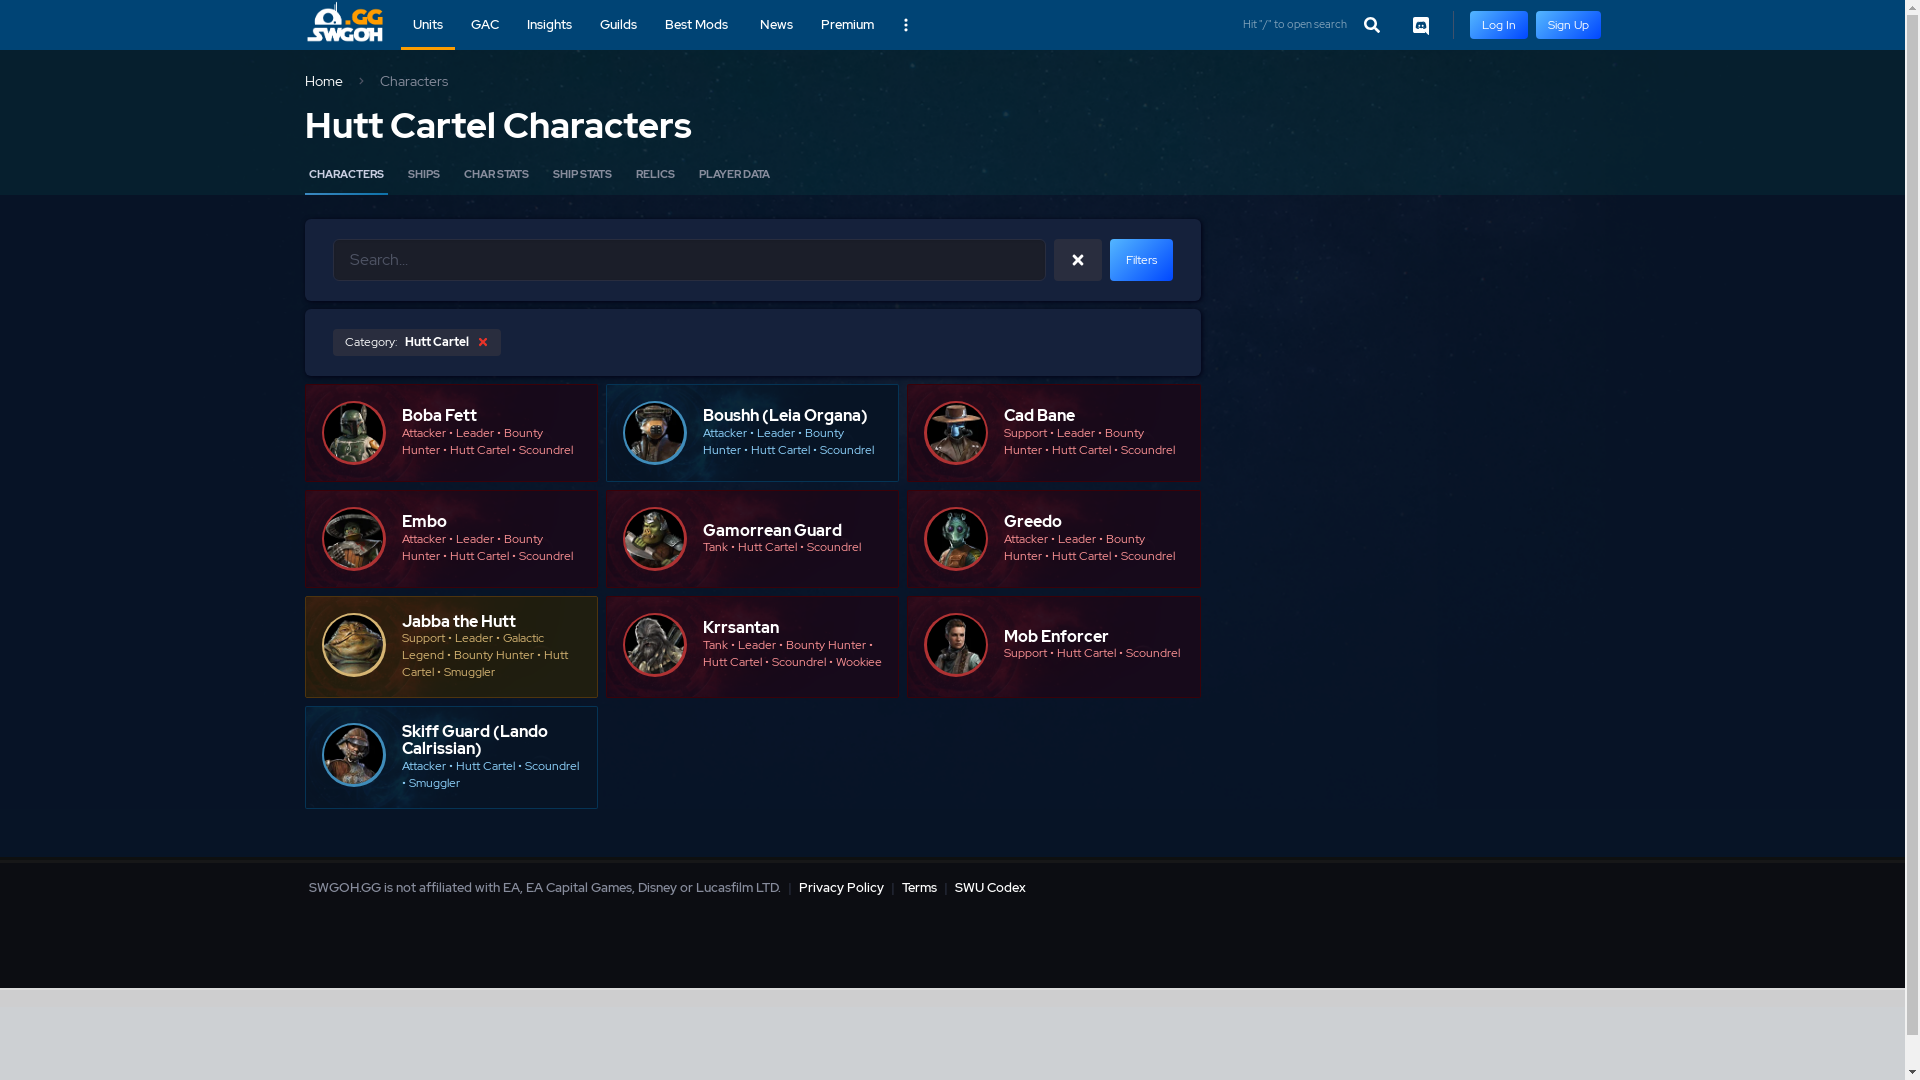 .GG
SWGOH
Units
GAC
Insights
Guilds
Best Mods
News
Premium
Hit "/" to open search
Log In
Sign Up
Home
Characters
Hutt Cartel Characters
CHARACTERS
SHIPS
CHAR STATS
SHIP STATS
RELICS
PLAYER DATA
Search...
Filters
Category: Hutt Cartel
Boba Fett
Attacker • Leader • Bounty
Hunter • Hutt Cartel • Scoundrel
Boushh (Leia Organa)
Attacker • Leader • Bounty
Hunter • Hutt Cartel • Scoundrel
Cad Bane
Support • Leader • Bounty
Hunter • Hutt Cartel • Scoundrel
Embo
Attacker • Leader • Bounty
Hunter • Hutt Cartel • Scoundrel
Gamorrean Guard
Tank • Hutt Cartel • Scoundrel
Greedo
Attacker • Leader • Bounty
Hunter • Hutt Cartel • Scoundrel
Jabba the Hutt
Support • Leader • Galactic
Legend • Bounty Hunter • Hutt
Cartel • Smuggler
Krrsantan
Tank • Leader • Bounty Hunter •
Hutt Cartel • Scoundrel • Wookiee
Mob Enforcer
Support • Hutt Cartel • Scoundrel
Skiff Guard (Lando
Calrissian)
Attacker • Hutt Cartel • Scoundrel
• Smuggler
SWGOH.GG is not affiliated with EA, EA Capital Games, Disney or Lucasfilm LTD. | Privacy Policy | Terms | SWU Codex